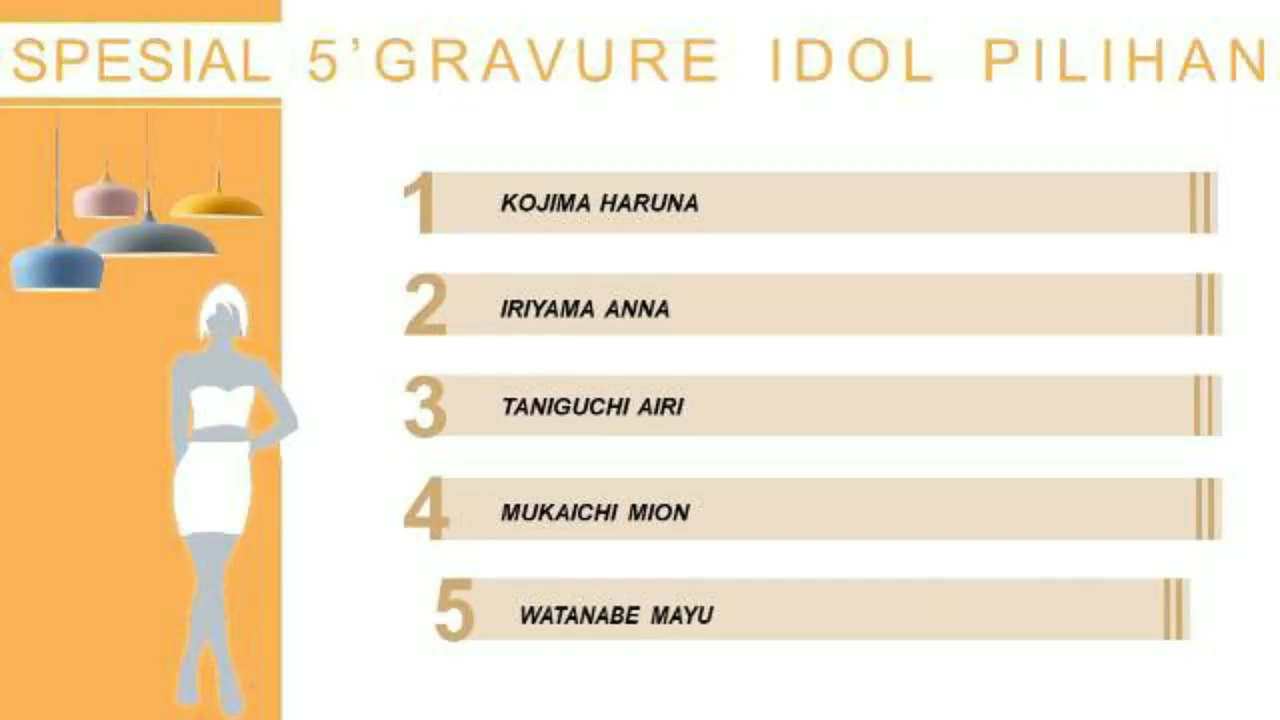 SPESIAL 5'GRAVURE IDOL PILIHAN
1 KOJIMA HARUNA
2 IRIYAMA ANNA
3 TANIGUCHI AIRI
4 MUKAICHI MION
5 WATANABE MAYU